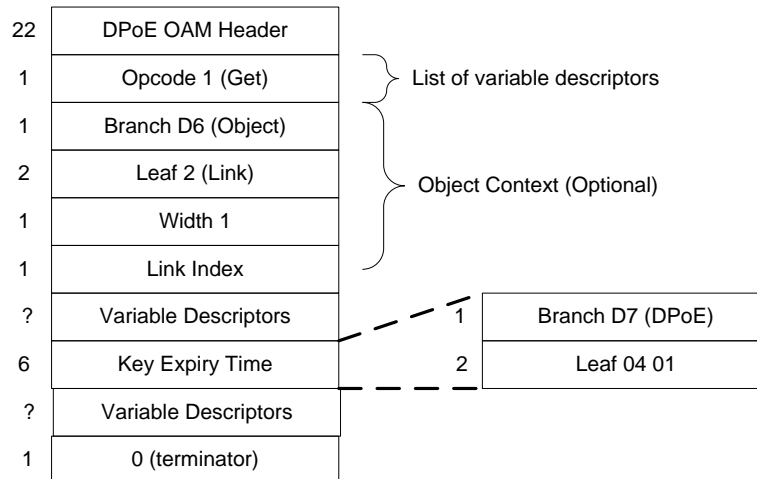 22 DPoE OAM Header
1 Opcode 1 (Get) List of variable descriptors
1 Branch D6 (Object)
2 Leaf 2 (Link)
Object Context (Optional)
1 Width 1
1 Link Index
? Variable Descriptors 1 Branch D7 (DPoE)
6 Key Expiry Time 2 Leaf 04 01
? Variable Descriptors
1 0 (terminator)